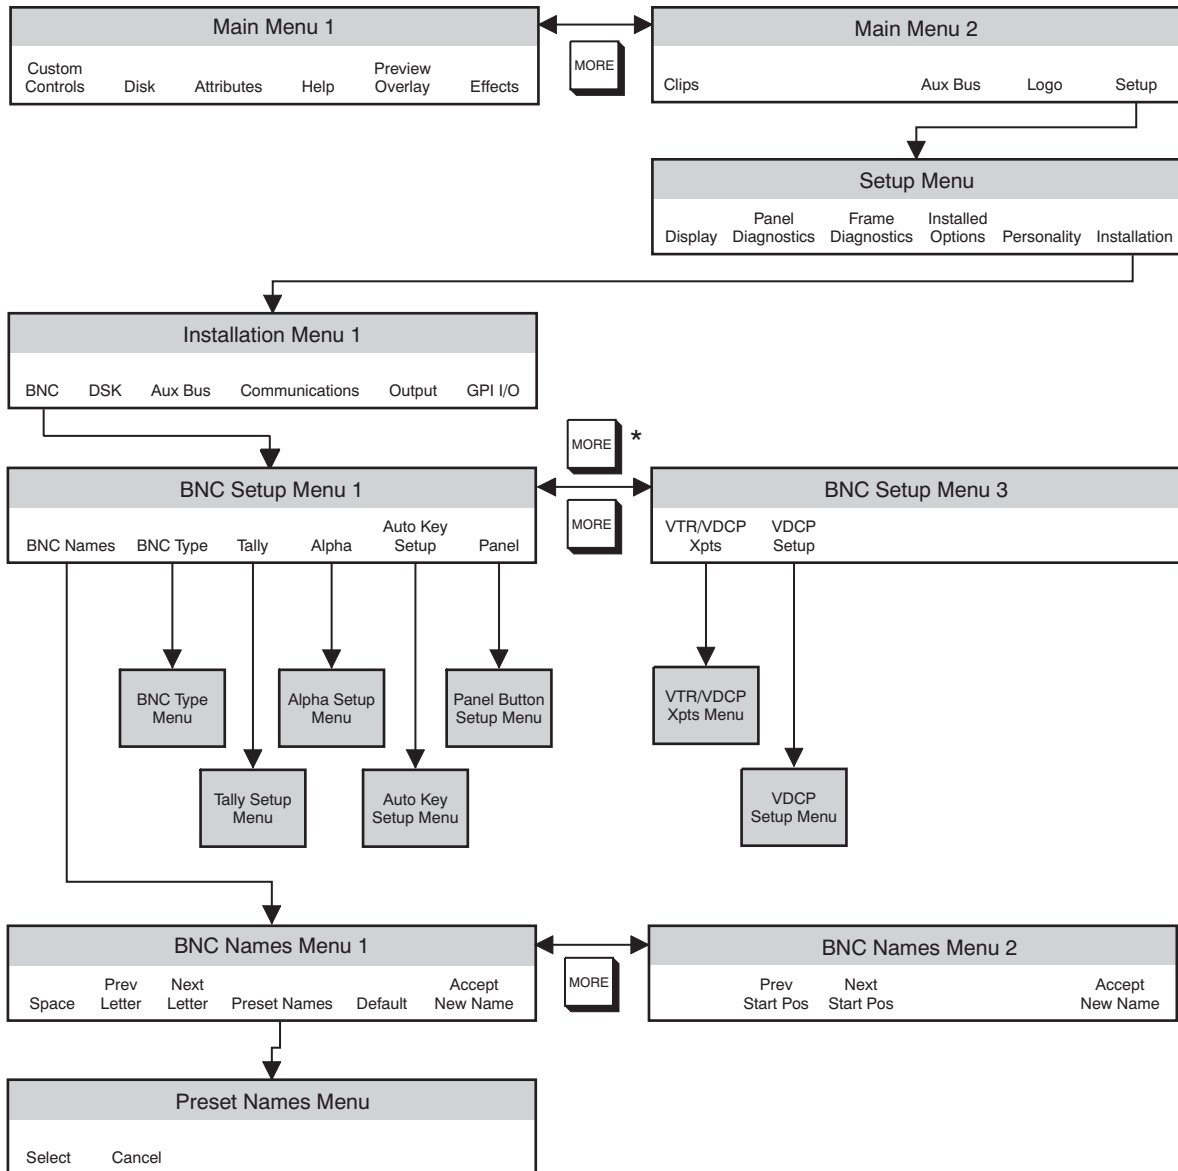 Main Menu 1
Custom
Controls
Disk
Attributes
Help
Preview
Overlay
Effects
MORE
Main Menu 2
Clips
Aux Bus
Logo
Setup
Setup Menu
Display
Panel
Diagnostics
Frame
Diagnostics
Installed
Options
Personality
Installation
Installation Menu 1
BNC
DSK
Aux Bus
Communications
Output
GPI I/O
MORE *
BNC Setup Menu 1
BNC Names
BNC Type
Tally
Alpha
Auto Key
Setup
Panel
MORE
BNC Setup Menu 3
VTR/VDCP
Xpts
VDCP
Setup
BNC Type
Menu
Alpha Setup
Menu
Panel Button
Setup Menu
VTR/VDCP
Xpts Menu
Tally Setup
Menu
Auto Key
Setup Menu
VDCP
Setup Menu
BNC Names Menu 1
Space
Prev
Letter
Next
Letter
Preset Names
Default
Accept
New Name
MORE
BNC Names Menu 2
Prev
Start Pos
Next
Start Pos
Accept
New Name
Preset Names Menu
Select
Cancel